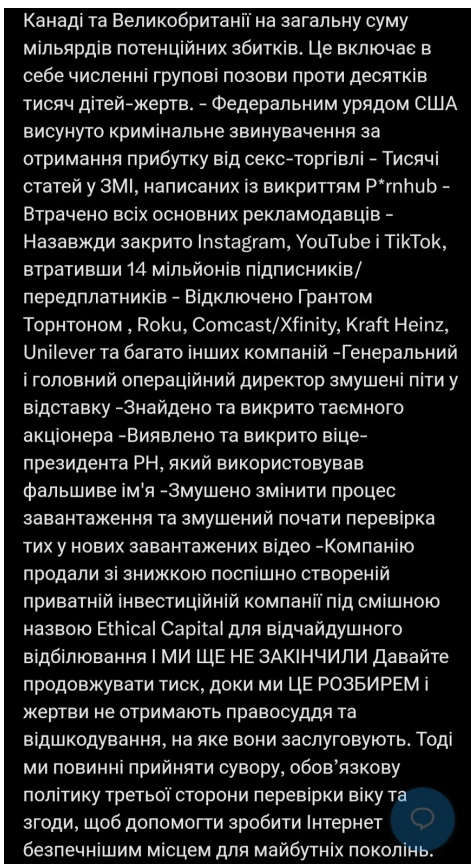 Канаді та Великобританії на загальну суму
мільярдів потенційних збитків. Це включає в
себе численні групові позови проти десятків
тисяч дітей-жертв. - Федеральним урядом США
висунуто кримінальне звинувачення за
отримання прибутку від секс-торгівлі - Тисячі
статей у ЗМІ, написаних із викриттям P*rnhub -
Втрачено всіх основних рекламодавців -
Назавжди закрито Instagram, YouTube і TikTok,
втративши 14 мільйонів підписників/
передплатників - Відключено Грантом
Торнтоном , Roku, Comcast/Xfinity, Kraft Heinz,
Unilever та багато інших компаній -Генеральний
і головний операційний директор змушені піти у
відставку -Знайдено та викрито таємного
акціонера -Виявлено та викрито віце-
президента PH, який використовував
фальшиве ім'я -Змушено змінити процес
завантаження та змушений почати перевірка
тих у нових завантажених відео -Компанію
продали зі знижкою поспішно створеній
приватній інвестиційній компанії під смішною
назвою Ethical Capital для відчайдушного
відбілювання І МИ ЩЕ НЕ ЗАКІНЧИЛИ Давайте
продовжувати тиск, доки ми ЦЕ РОЗБИРЕМ і
жертви не отримають правосуддя та
відшкодування, на яке вони заслуговують. Тоді
ми повинні прийняти сувору, обов’язкову
політику третьої сторони перевірки віку та
згоди, щоб допомогти зробити Інтернет
безпечнішим місцем для майбутніх поколінь.